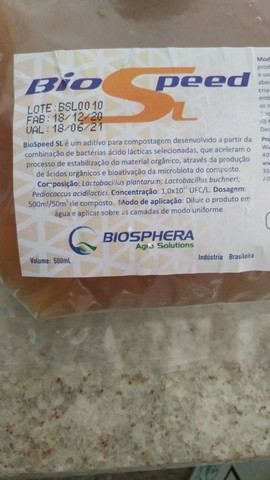 BioSpeed
SL
LOTE: BSL0010
FAB: 18/12/20
VAL: 18/06/21
BioSpeed SL é um aditivo para compostagem desenvolvido a partir da
combinação de bactérias ácido lácticas selecionadas, que aceleram o
processo de estabilização do material orgânico, através da produção
de ácidos orgânicos e bioativação da microbiota do composto.
Composição: Lactobacillus plantarum; Lactobacillus buchneri;
Pediococcus acidilactici. Concentração: UFC/L. Dosagem:
500ml/50m³ de composto. Modo de aplicação: Diluir o produto em
água e aplicar sobre as camadas de modo uniforme.
BIOSPHERA
Agro Solutions
Volume: 500mL
Indústria Brasileira